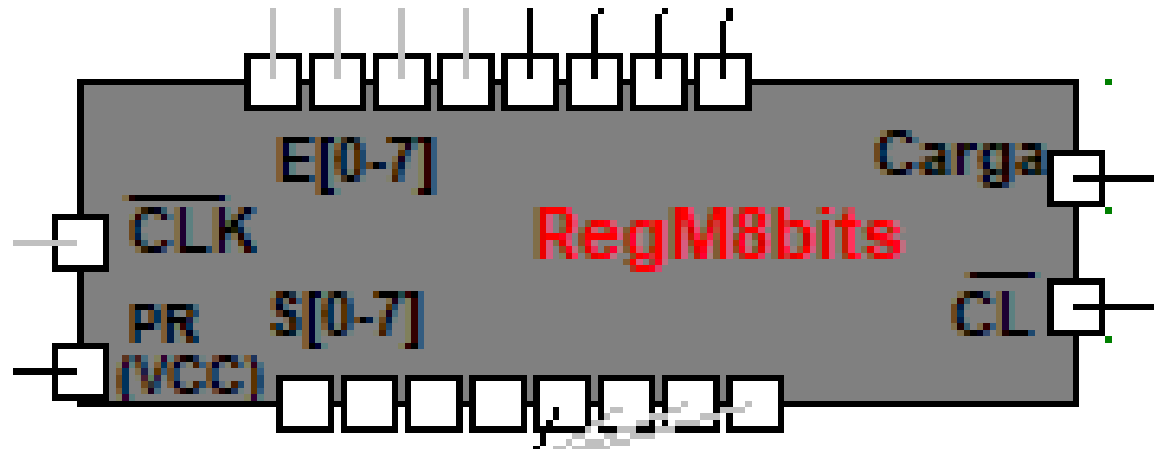 E[0-7]
Carga
CLK
RegM8bits
PR
(VCC)
S[0-7]
CL